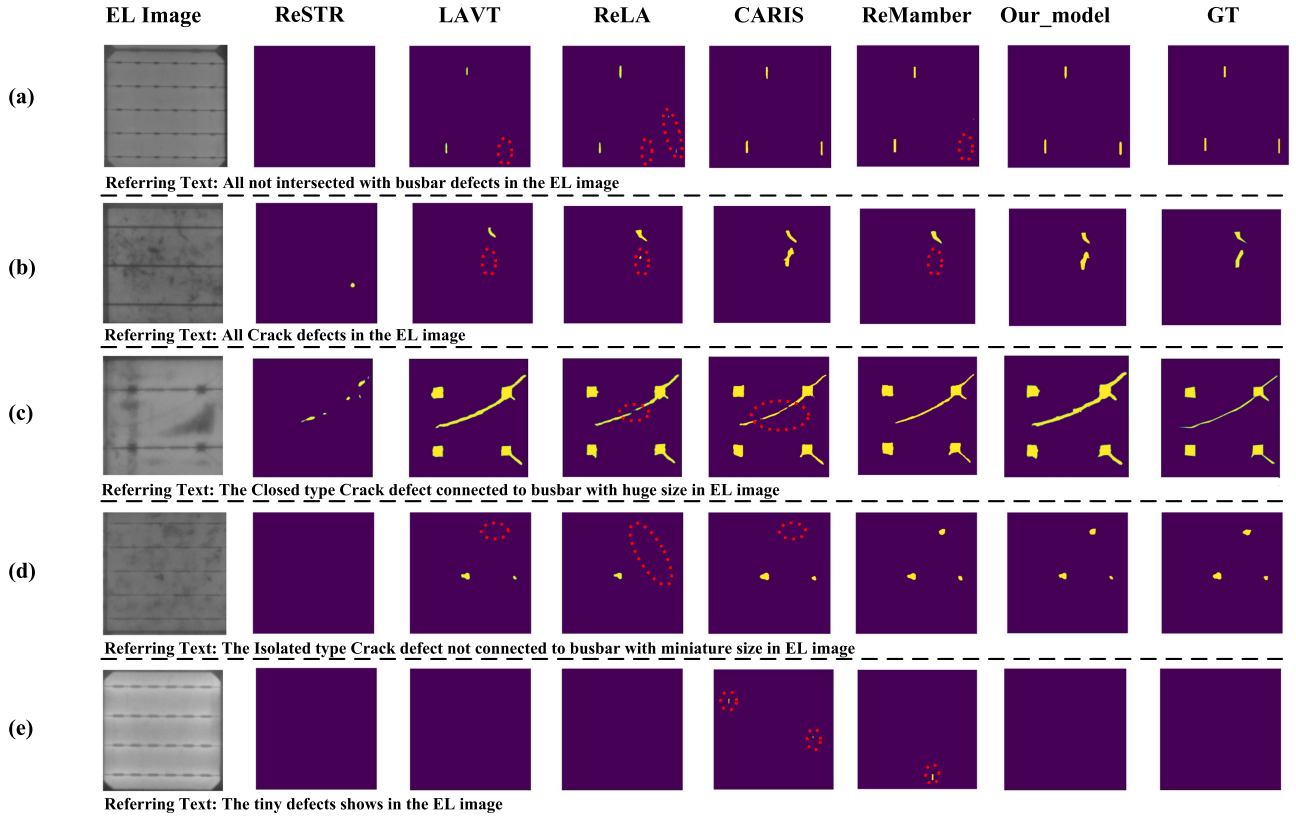 EL Image ReSTR LAVT ReLA CARIS ReMamber Our_model GT
(a)
Referring Text: All not intersected with busbar defects in the EL image
(b)
Referring Text: All Crack defects in the EL image
(c)
Referring Text: The Closed type Crack defect connected to busbar with huge size in EL image
(d)
Referring Text: The Isolated type Crack defect not connected to busbar with miniature size in EL image
(e)
Referring Text: The tiny defects shows in the EL image